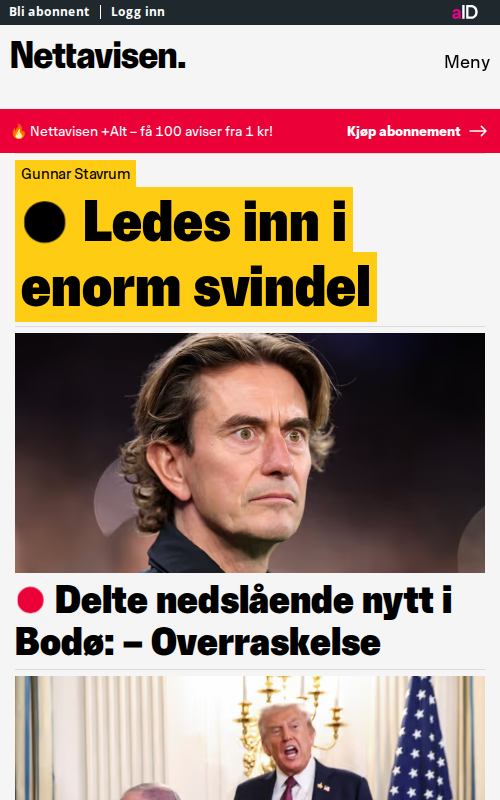 Bli abonnent | Logg inn
aID
Nettavisen.
Meny
🔥 Nettavisen +Alt – få 100 aviser fra 1 kr!
Kjøp abonnement →
Gunnar Stavrum
Ledes inn i
enorm svindel
Delte nedslående nytt i
Bodø: – Overraskelse